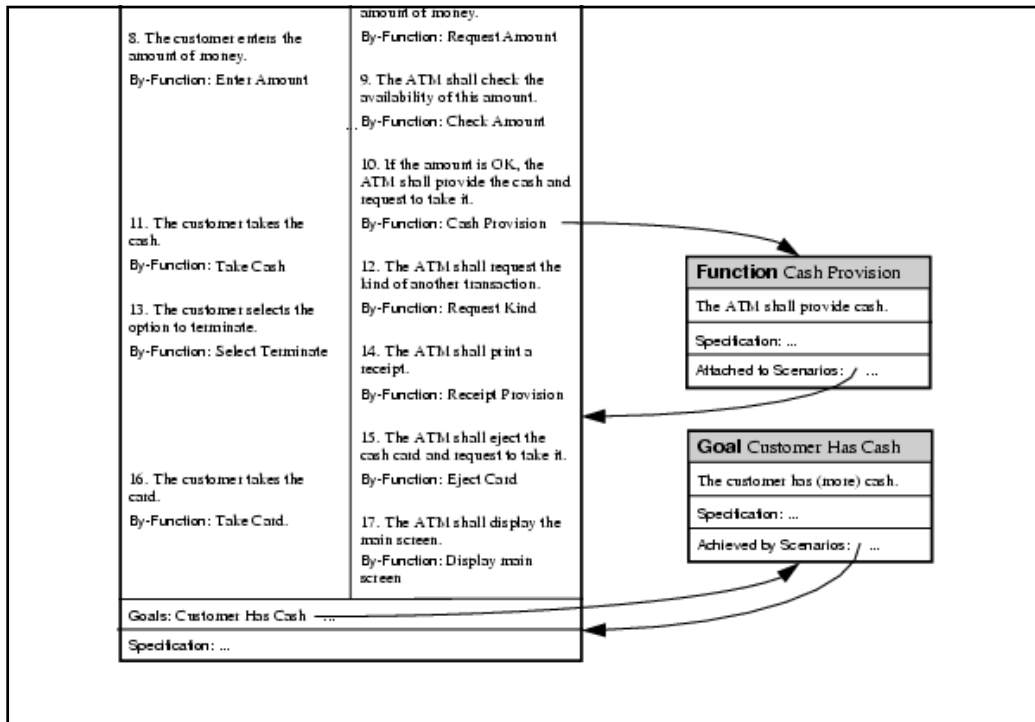 amount of money.
By-Function: Request Amount
8. The customer enters the
amount of money.
By-Function: Enter Amount
9. The ATM shall check the
availability of this amount.
By-Function: Check Amount
...
10. If the amount is OK, the
ATM shall provide the cash and
request to take it.
By-Function: Cash Provision
11. The customer takes the
cash.
By-Function: Take Cash
12. The ATM shall request the
kind of another transaction.
By-Function: Request Kind
13. The customer selects the
option to terminate.
By-Function: Select Terminate
14. The ATM shall print a
receipt.
By-Function: Receipt Provision
15. The ATM shall eject the
cash card and request to take it.
By-Function: Eject Card
16. The customer takes the
card.
By-Function: Take Card.
17. The ATM shall display the
main screen.
By-Function: Display main
screen
Goals: Customer Has Cash ...
Specification: ...
Function Cash Provision
The ATM shall provide cash.
Specification: ...
Attached to Scenarios: ...
Goal Customer Has Cash
The customer has (more) cash.
Specification: ...
Achieved by Scenarios: ...